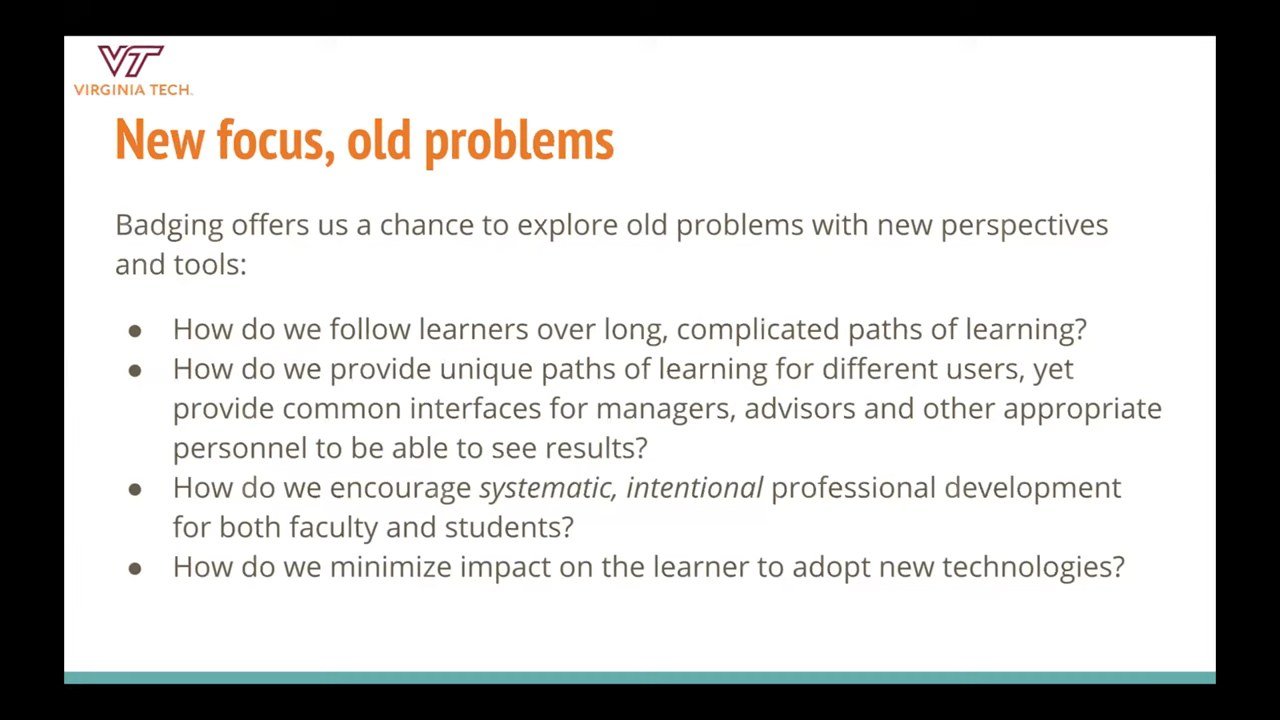 VT
VIRGINIA TECH.
New focus, old problems
Badging offers us a chance to explore old problems with new perspectives
and tools:
● How do we follow learners over long, complicated paths of learning?
● How do we provide unique paths of learning for different users, yet
provide common interfaces for managers, advisors and other appropriate
personnel to be able to see results?
● How do we encourage systematic, intentional professional development
for both faculty and students?
● How do we minimize impact on the learner to adopt new technologies?